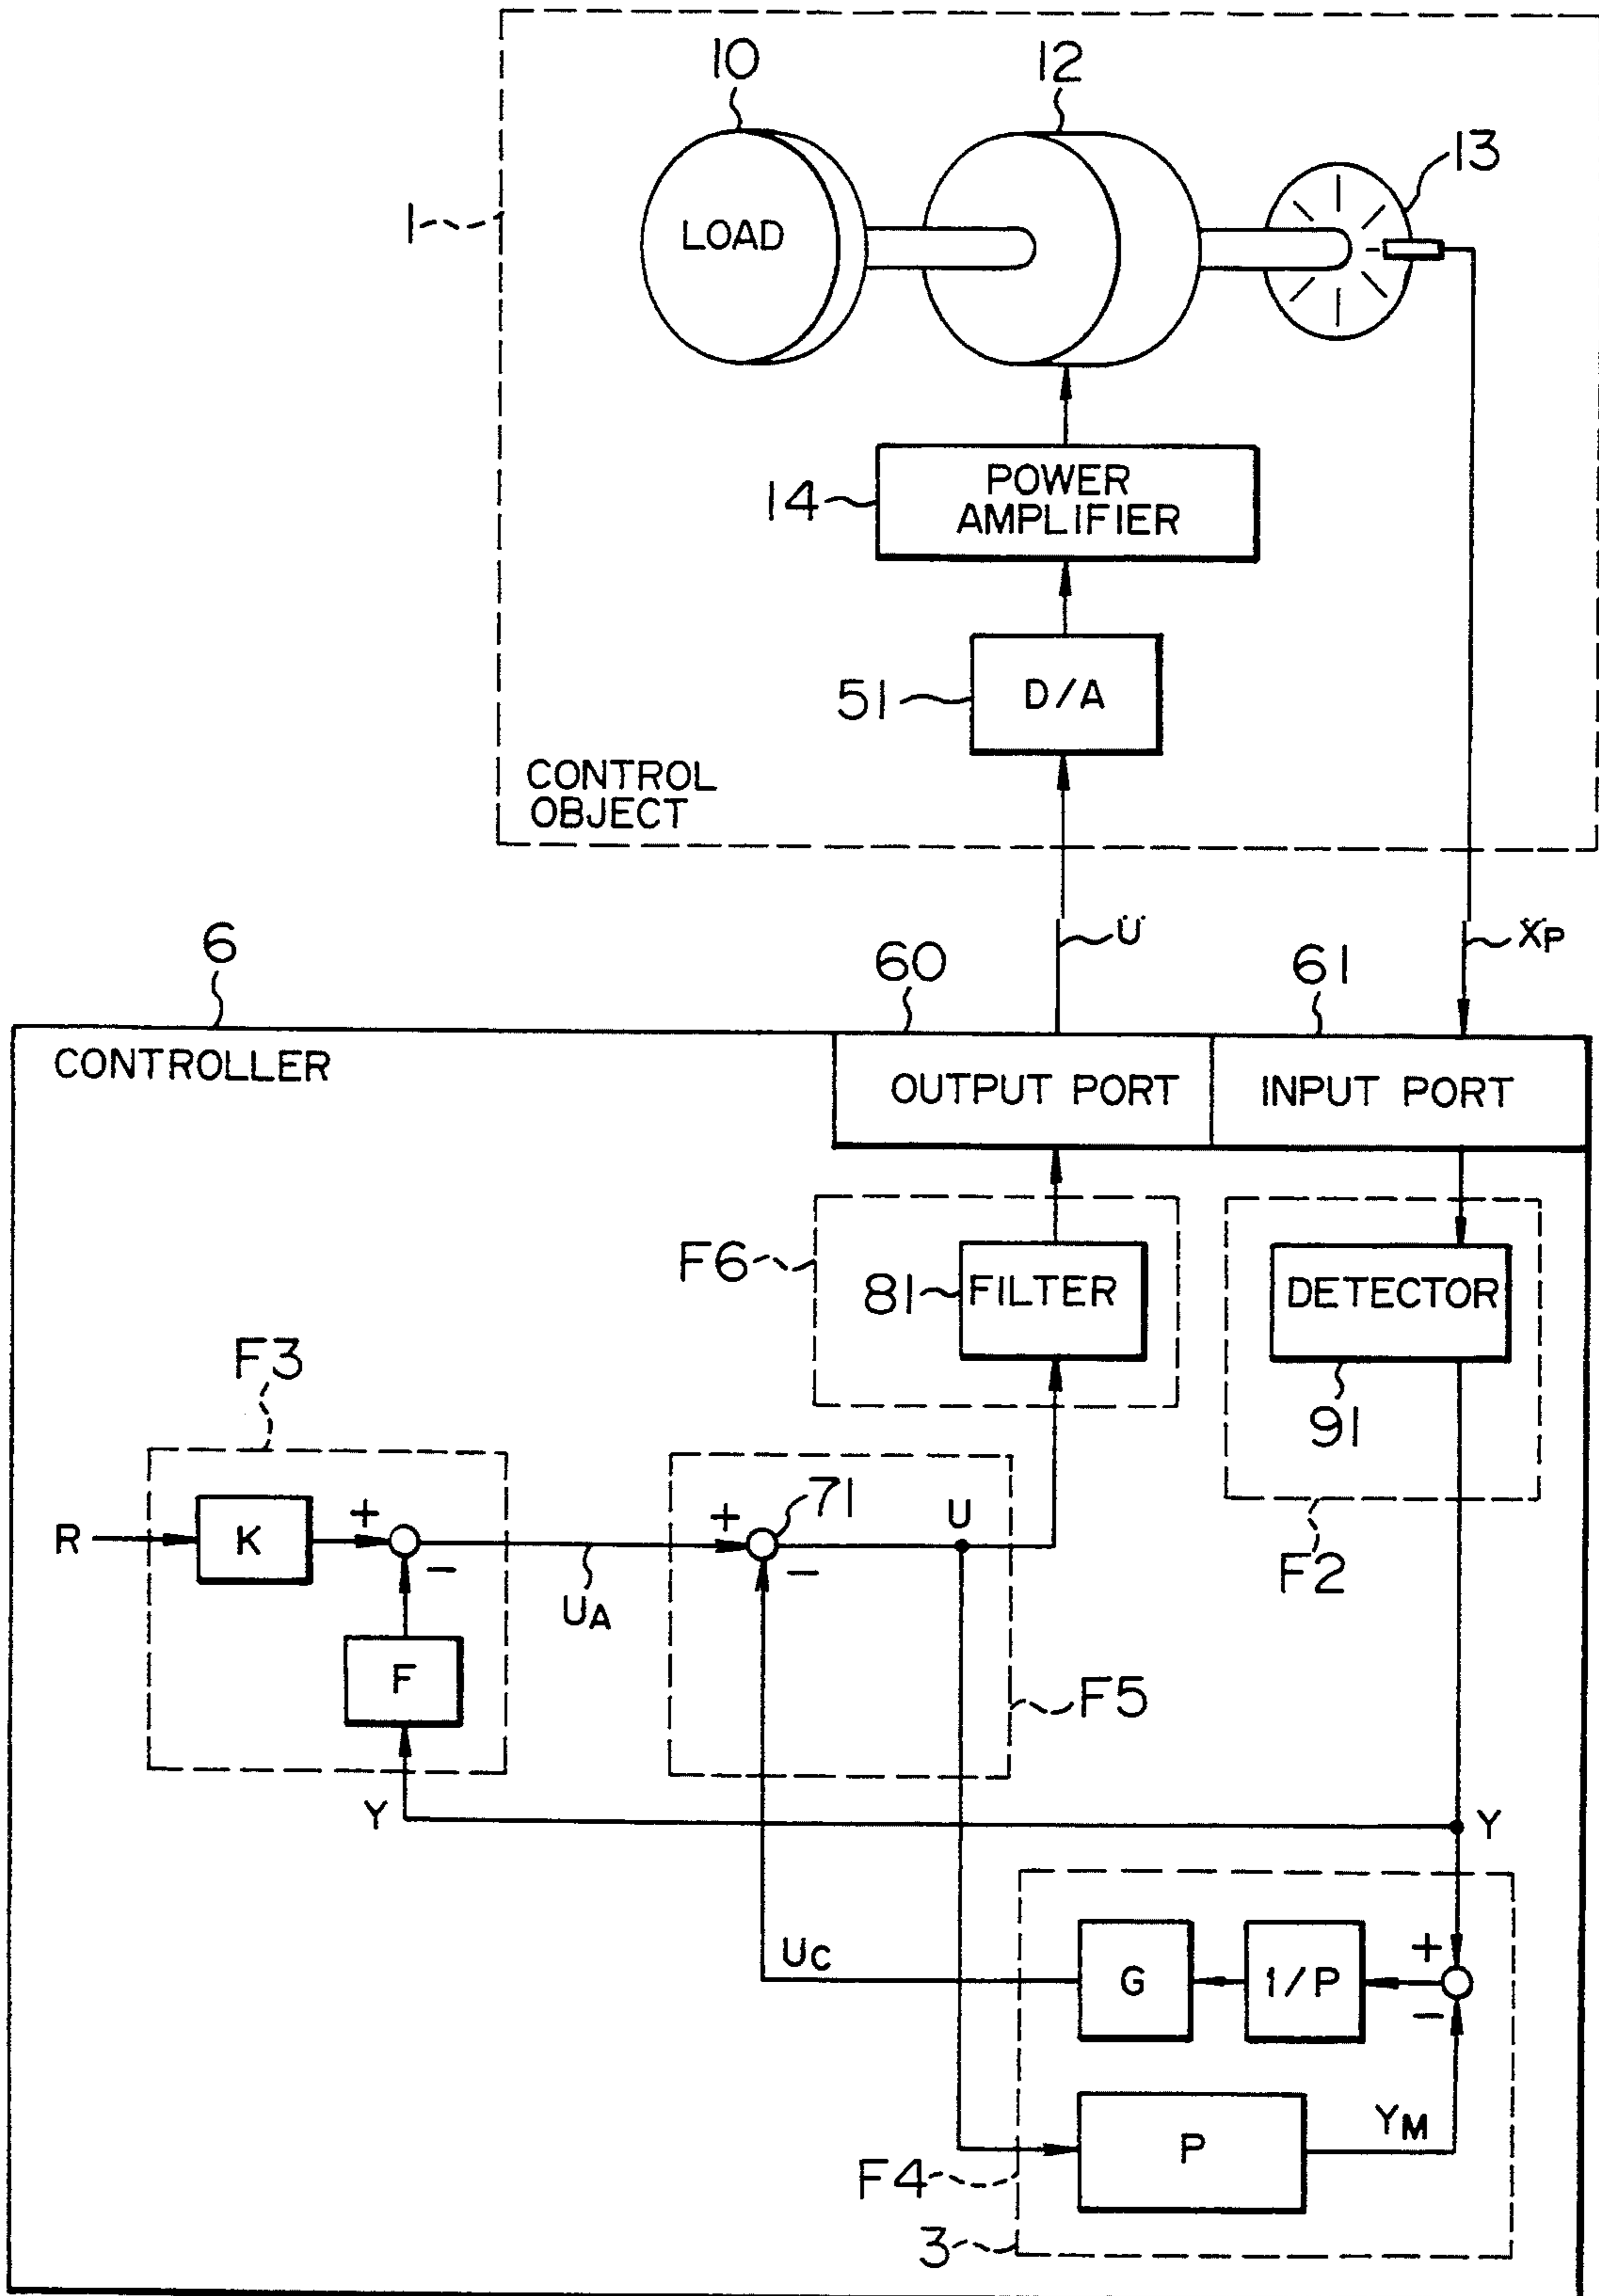 10
12
13
LOAD
1
14
POWER
AMPLIFIER
51
D/A
CONTROL
OBJECT
U
XP
6
60
61
CONTROLLER
OUTPUT PORT
INPUT PORT
F6
81
FILTER
DETECTOR
91
F2
F3
R
K
+
−
UA
F
Y
+
−
71
U
F5
Y
UC
G
1/P
+
−
P
YM
F4
3